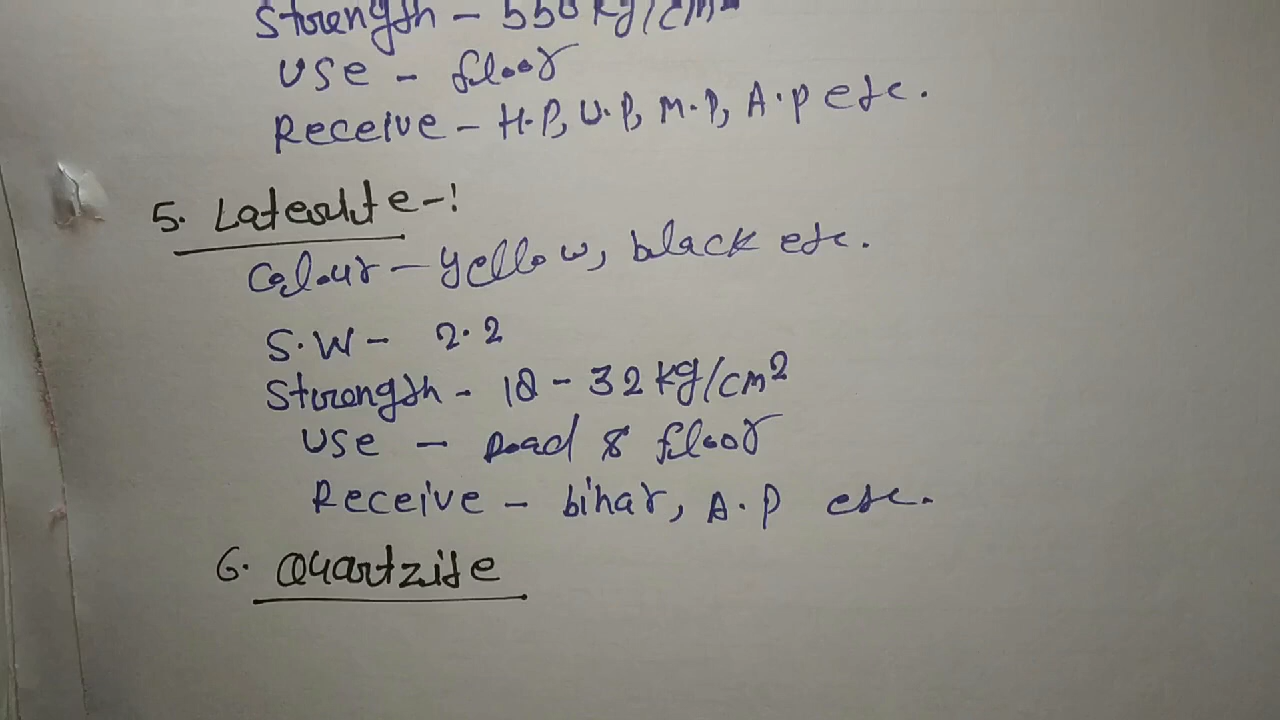 Strength - 550 kg/cm²
Use - floor
Receive - H.P, U.P, M.P, A.P etc.
5. Laterite -:
Colour - yellow, black etc.
S.W - 2.2
Strength - 18 - 32 kg/cm²
Use - Road & floor
Receive - bihar, A.P etc.
6. Quartzite